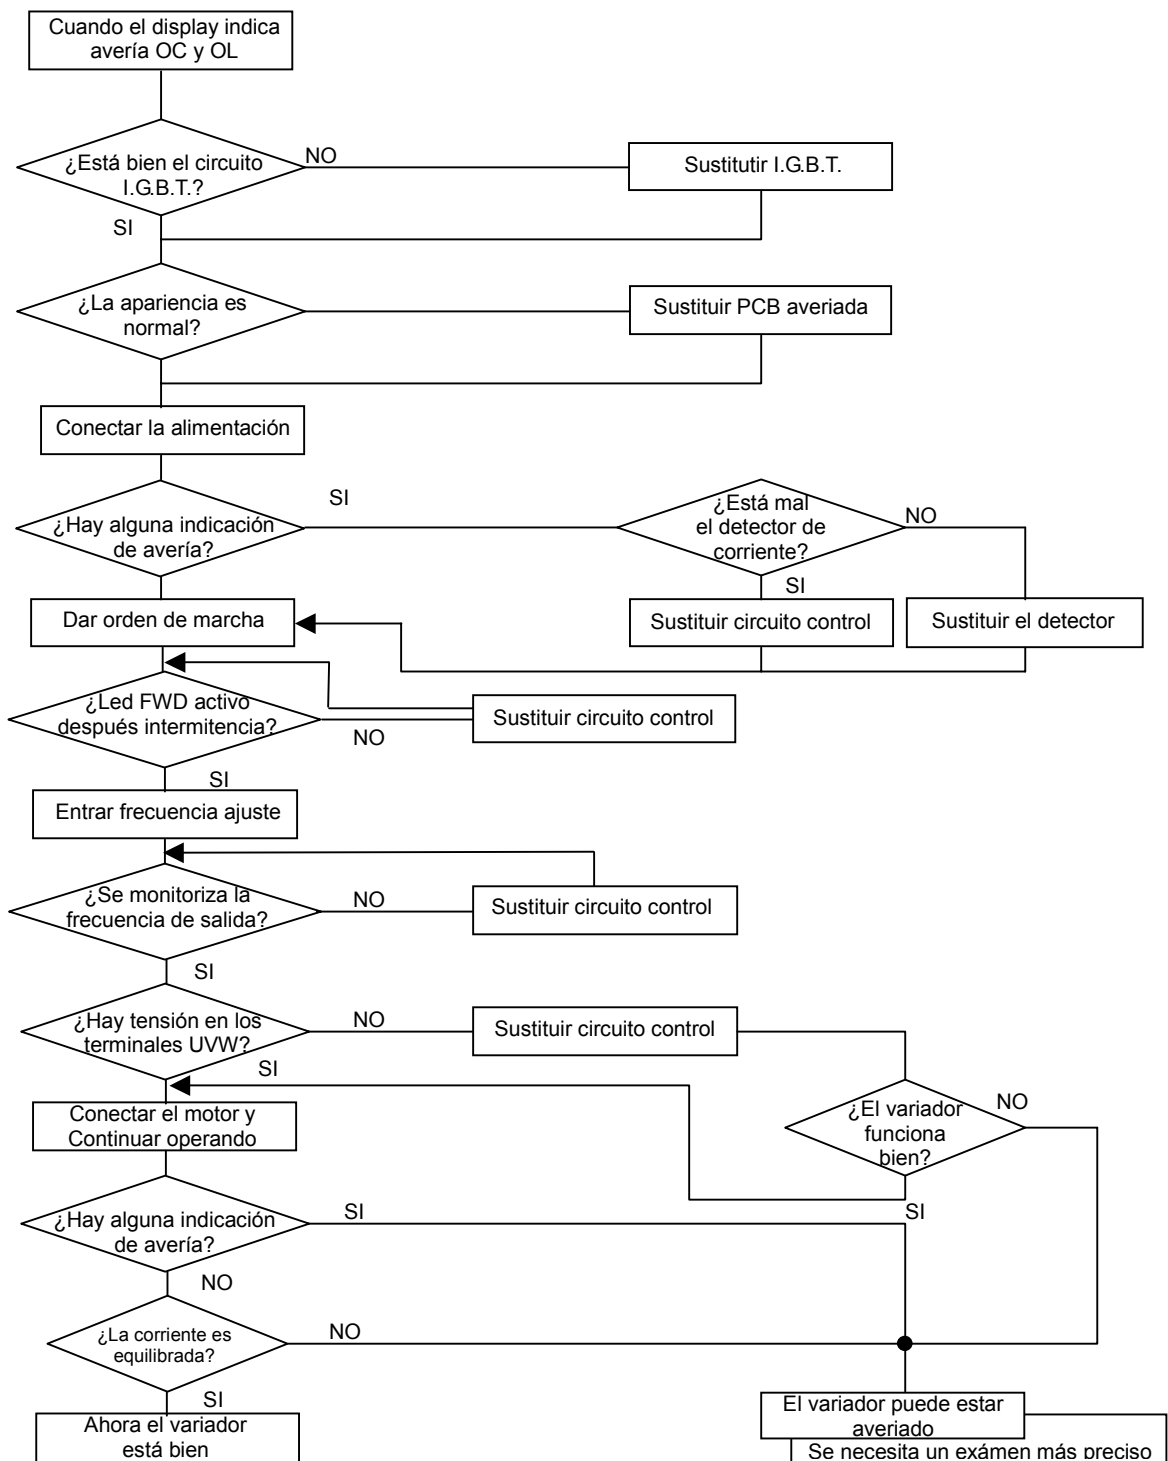 Cuando el display indica
avería OC y OL
¿Está bien el circuito
I.G.B.T.?
NO
Sustitutir I.G.B.T.
SI
¿La apariencia es
normal?
Sustituir PCB averiada
Conectar la alimentación
¿Hay alguna indicación
de avería?
SI
¿Está mal
el detector de
corriente?
NO
SI
Dar orden de marcha
Sustituir circuito control
Sustituir el detector
¿Led FWD activo
después intermitencia?
NO
Sustituir circuito control
SI
Entrar frecuencia ajuste
¿Se monitoriza la
frecuencia de salida?
NO
Sustituir circuito control
SI
¿Hay tensión en los
terminales UVW?
NO
Sustituir circuito control
SI
Conectar el motor y
Continuar operando
¿El variador
funciona
bien?
NO
SI
¿Hay alguna indicación
de avería?
SI
NO
¿La corriente es
equilibrada?
NO
SI
Ahora el variador
está bien
El variador puede estar
averiado
Se necesita un exámen más preciso